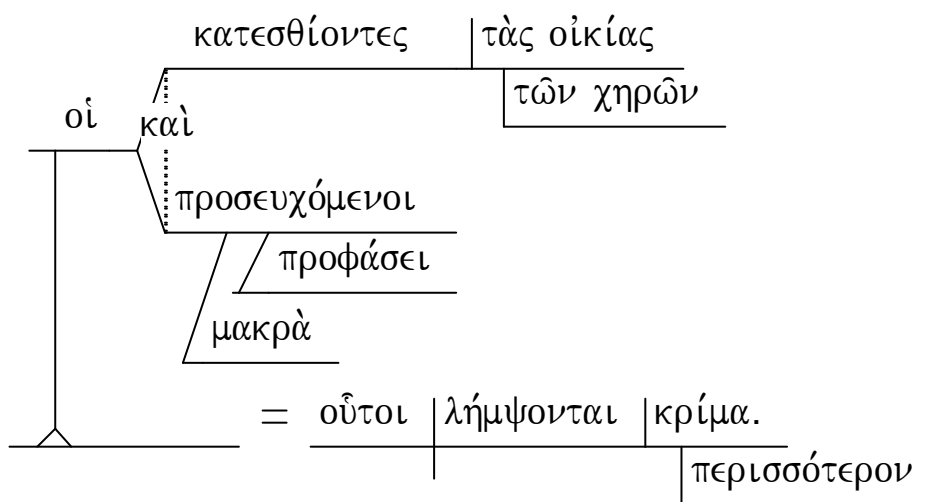 κατεσθίοντες τὰς οἰκίας
τῶν χηρῶν
οἱ καὶ
προσευχόμενοι
προφάσει
μακρὰ
= οὗτοι λήμψονται κρίμα.
περισσότερον